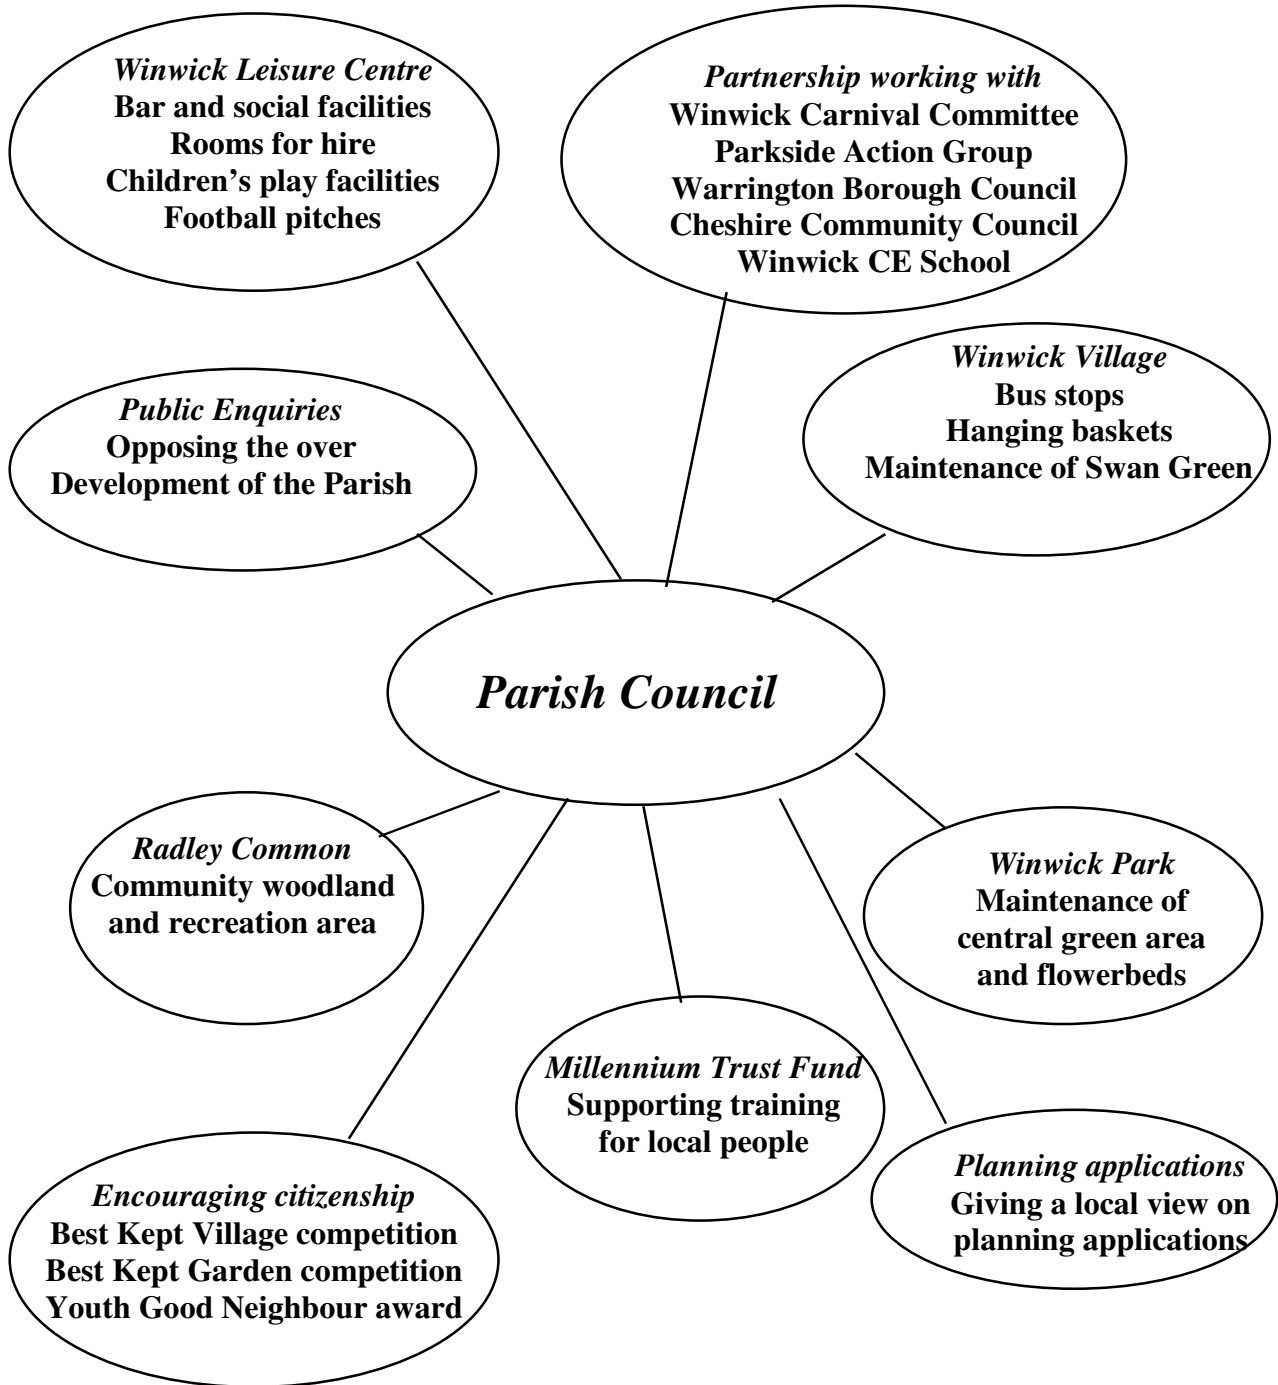 Winwick Leisure Centre
Bar and social facilities
Rooms for hire
Children's play facilities
Football pitches
Partnership working with
Winwick Carnival Committee
Parkside Action Group
Warrington Borough Council
Cheshire Community Council
Winwick CE School
Public Enquiries
Opposing the over
Development of the Parish
Winwick Village
Bus stops
Hanging baskets
Maintenance of Swan Green
Parish Council
Radley Common
Community woodland
and recreation area
Winwick Park
Maintenance of
central green area
and flowerbeds
Millennium Trust Fund
Supporting training
for local people
Encouraging citizenship
Best Kept Village competition
Best Kept Garden competition
Youth Good Neighbour award
Planning applications
Giving a local view on
planning applications